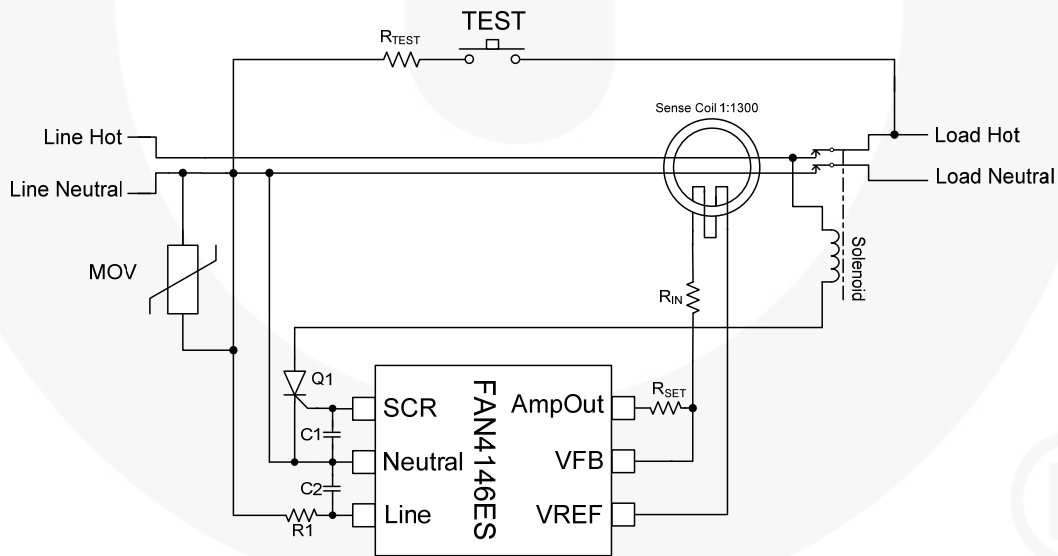 TEST
RTEST
Sense Coil 1:1300
Line Hot
Load Hot
Line Neutral
Load Neutral
MOV
Solenoid
RIN
Q1
FAN4146ES
SCR
AmpOut
RSET
C1
Neutral
VFB
C2
Line
VREF
R1